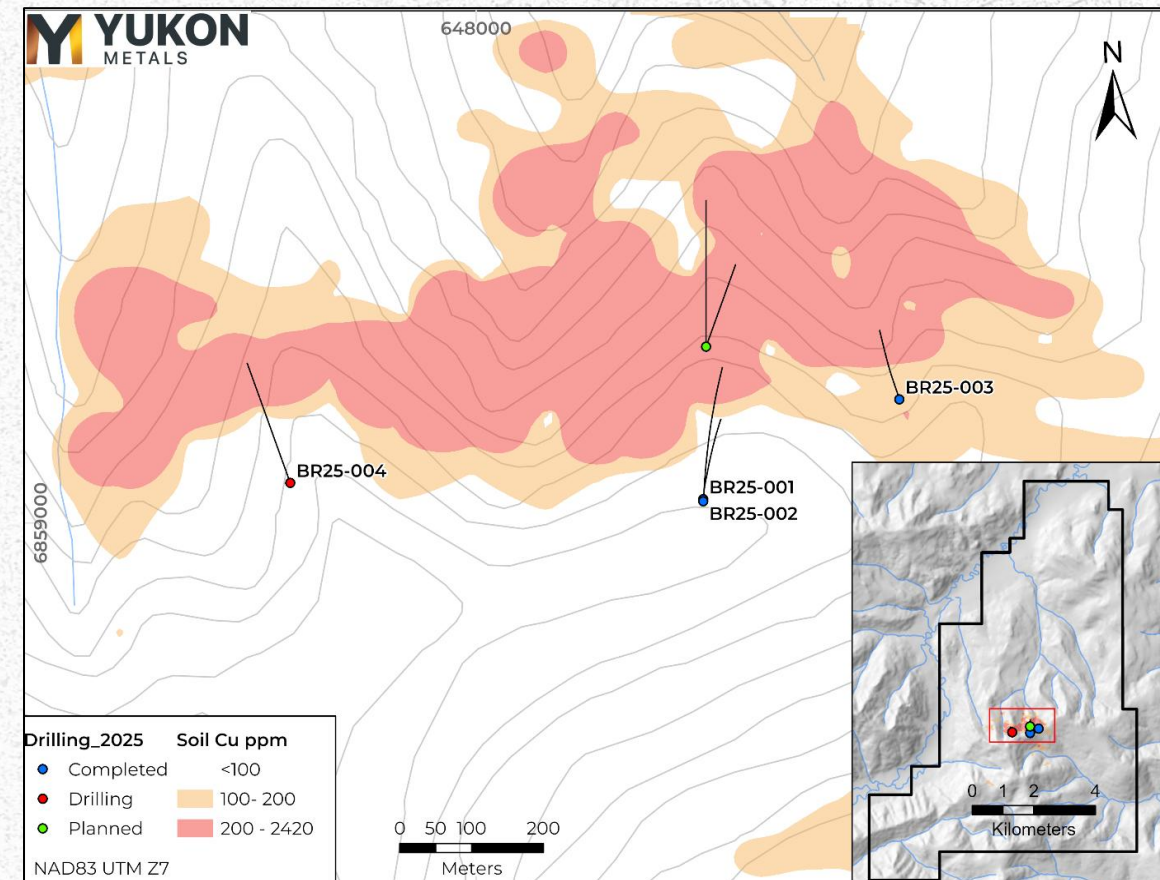 YUKON
METALS
648000
N
BR25-003
BR25-004
BR25-001
BR25-002
6859000
Drilling_2025 Soil Cu ppm
Completed <100
Drilling 100- 200
Planned 200 - 2420
NAD83 UTM Z7
0 50 100 200
Meters
0 1 2 4
Kilometers